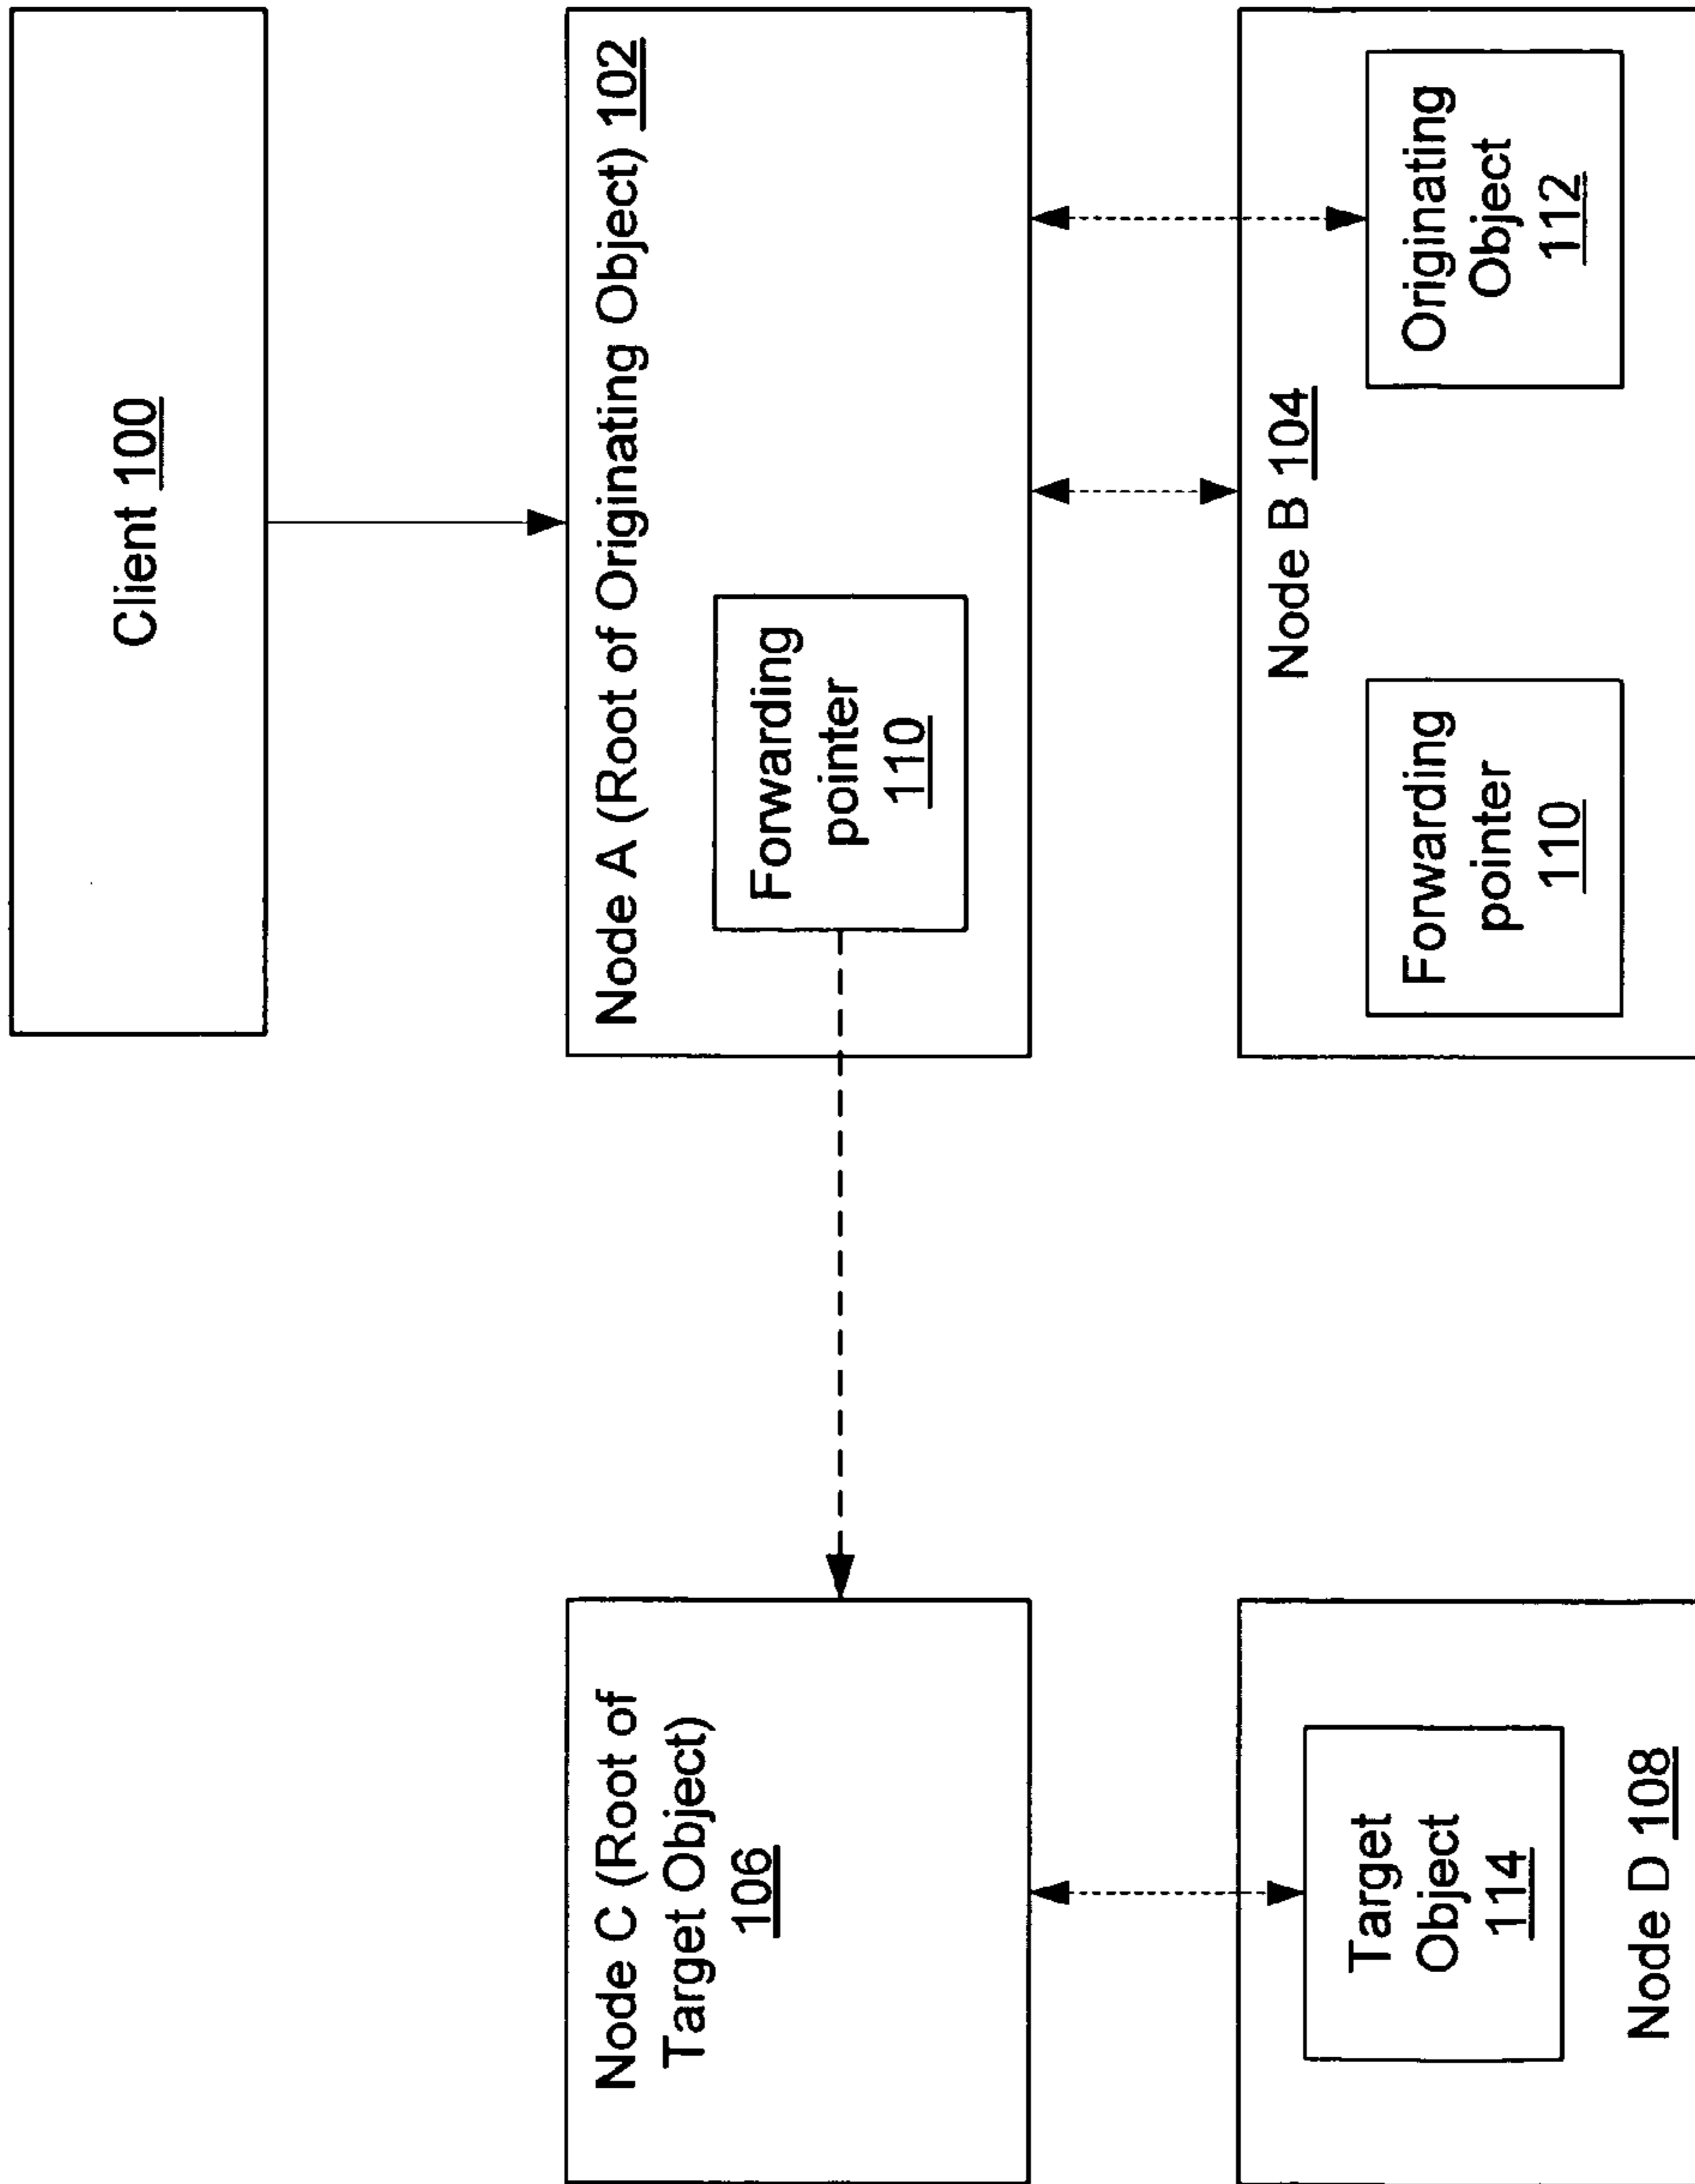 Client 100
Node A (Root of Originating Object) 102
Forwarding
pointer
110
Node B 104
Forwarding
pointer
110
Originating
Object
112
Node C (Root of
Target Object)
106
Target
Object
114
Node D 108